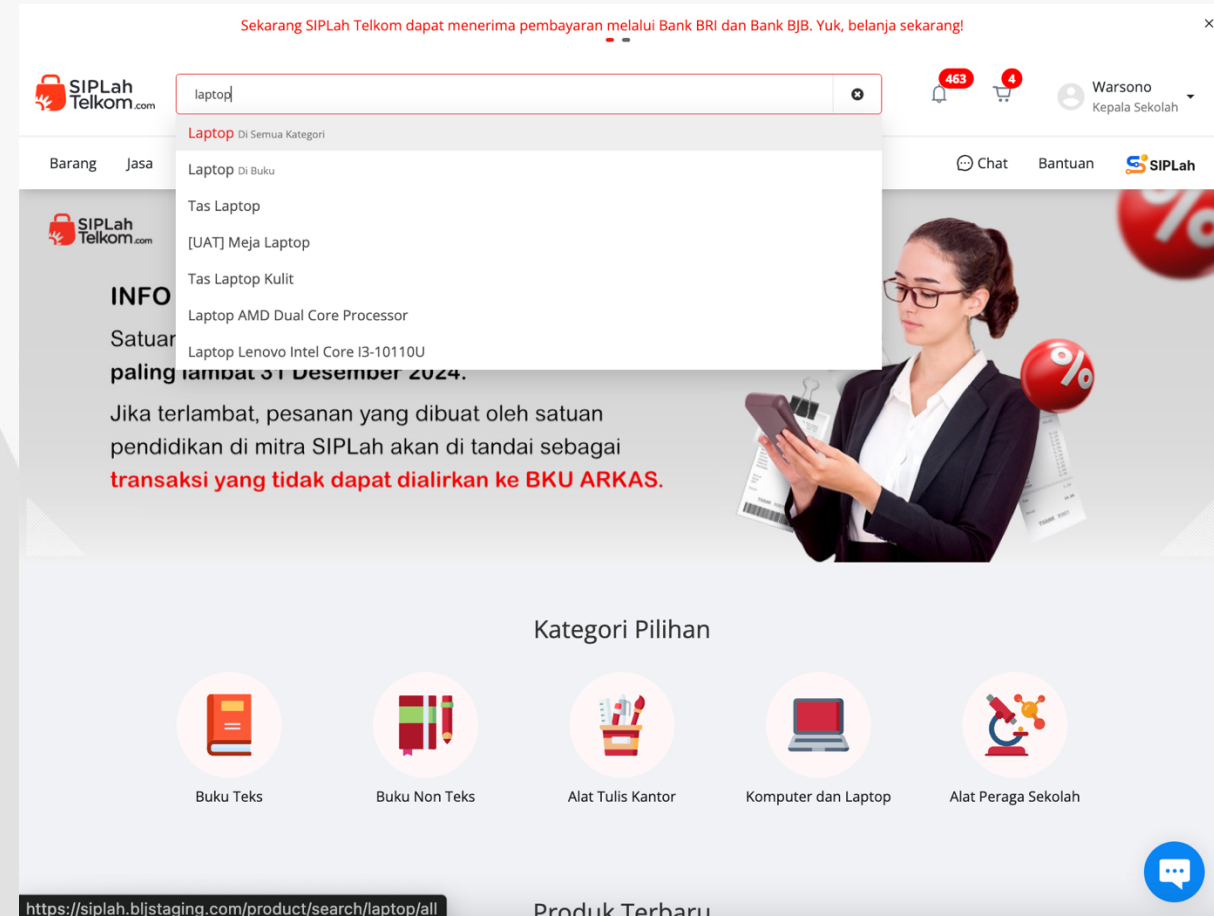 Sekarang SIPLah Telkom dapat menerima pembayaran melalui Bank BRI dan Bank BJB. Yuk, belanja sekarang!
SIPLah
Telkom.com
laptop
463
4
Warsono
Kepala Sekolah
Laptop Di Semua Kategori
Barang Jasa
Laptop Di Buku
Chat Bantuan SIPLah
Tas Laptop
SIPLah
Telkom.com
[UAT] Meja Laptop
Tas Laptop Kulit
INFO
Laptop AMD Dual Core Processor
Satuan
Laptop Lenovo Intel Core I3-10110U
paling lambat 31 Desember 2024.
Jika terlambat, pesanan yang dibuat oleh satuan
pendidikan di mitra SIPLah akan di tandai sebagai
transaksi yang tidak dapat dialirkan ke BKU ARKAS.
%
%
Kategori Pilihan
Buku Teks
Buku Non Teks
Alat Tulis Kantor
Komputer dan Laptop
Alat Peraga Sekolah
https://siplah.bljstaging.com/product/search/laptop/all
Produk Terbaru